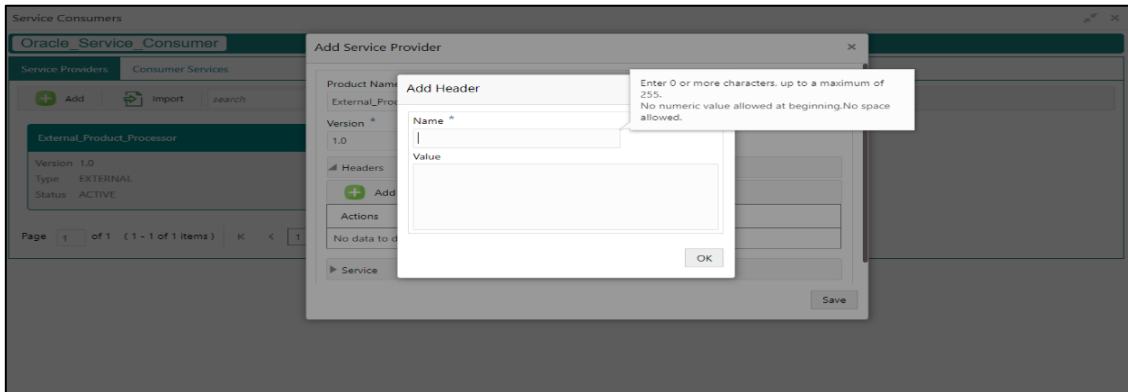 Service Consumers
Oracle_Service_Consumer
Service Providers Consumer Services
Add Import search
External_Product_Processor
Version 1.0
Type EXTERNAL
Status ACTIVE
Page 1 of 1 (1 - 1 of 1 items) K < 1
Add Service Provider
Product Name
External_Proc
Version *
1.0
Headers
Add
Actions
No data to d
Service
Save
Add Header
Name *
Value
OK
Enter 0 or more characters, up to a maximum of
255.
No numeric value allowed at beginning.No space
allowed.